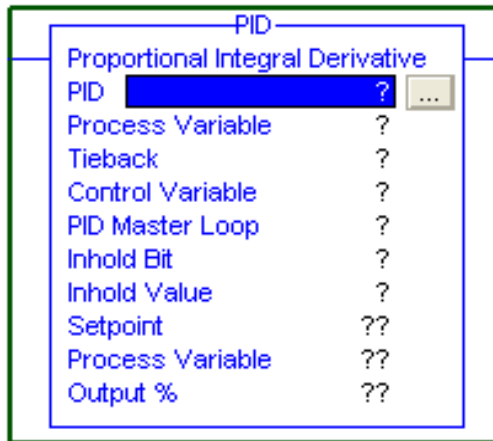 PID
Proportional Integral Derivative
PID ? ...
Process Variable ?
Tieback ?
Control Variable ?
PID Master Loop ?
Inhold Bit ?
Inhold Value ?
Setpoint ??
Process Variable ??
Output % ??